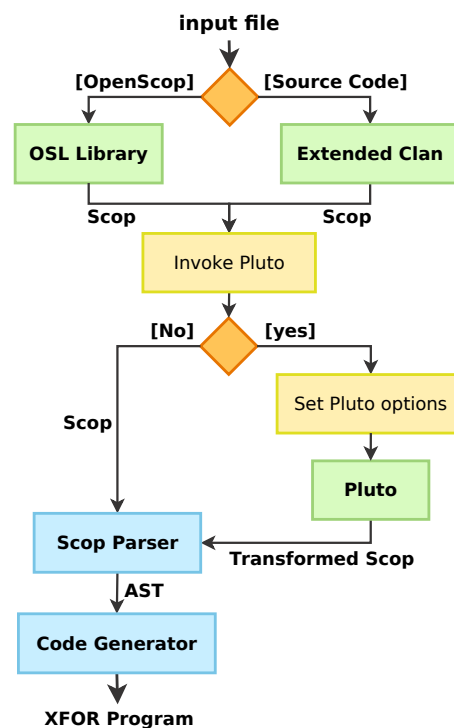 input file
[OpenScop] [Source Code]
OSL Library
Extended Clan
Scop
Scop
Invoke Pluto
[No] [yes]
Set Pluto options
Scop
Pluto
Scop Parser
Transformed Scop
AST
Code Generator
XFOR Program